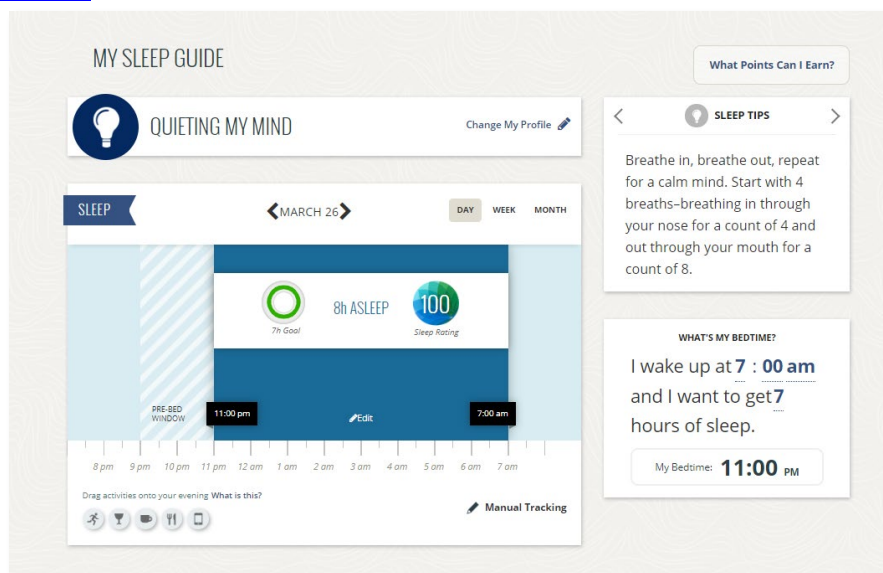 MY SLEEP GUIDE
What Points Can I Earn?
QUIETING MY MIND
Change My Profile
SLEEP TIPS
Breathe in, breathe out, repeat
for a calm mind. Start with 4
breaths–breathing in through
your nose for a count of 4 and
out through your mouth for a
count of 8.
SLEEP
MARCH 26
DAY WEEK MONTH
8h ASLEEP
100
7h Goal
Sleep Rating
PRE-BED
WINDOW
11:00 pm
Edit
7:00 am
8 pm 9 pm 10 pm 11 pm 12 am 1 am 2 am 3 am 4 am 5 am 6 am 7 am
Drag activities onto your evening What is this?
Manual Tracking
WHAT'S MY BEDTIME?
I wake up at 7 : 00 am
and I want to get 7
hours of sleep.
My Bedtime: 11:00 PM